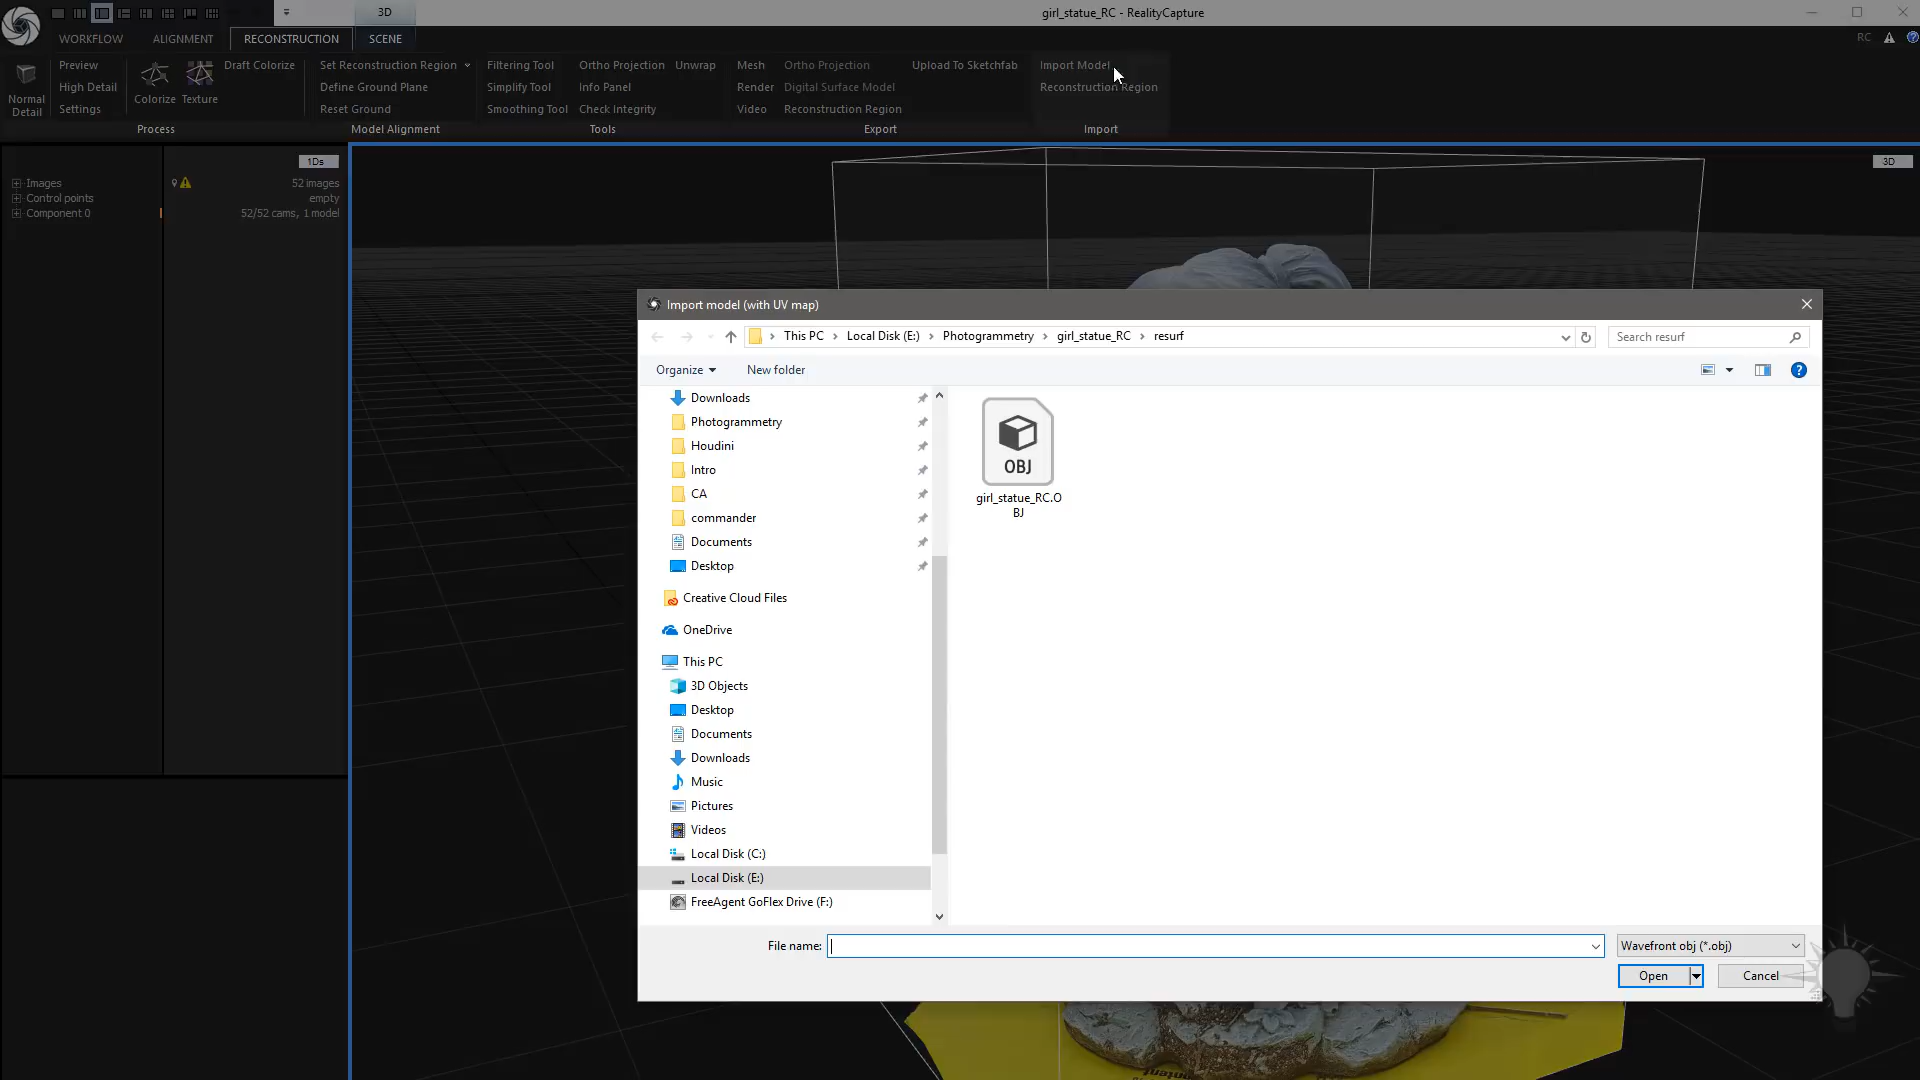 3D
girl_statue_RC - RealityCapture
WORKFLOW ALIGNMENT RECONSTRUCTION SCENE
RC
Normal Detail
Preview
High Detail
Settings
Colorize Texture
Draft Colorize
Process
Set Reconstruction Region
Define Ground Plane
Reset Ground
Model Alignment
Filtering Tool
Simplify Tool
Smoothing Tool
Ortho Projection
Info Panel
Check Integrity
Unwrap
Tools
Mesh
Render
Video
Ortho Projection
Digital Surface Model
Reconstruction Region
Upload To Sketchfab
Export
Import Model
Reconstruction Region
Import
1Ds
Images 52 images
Control points empty
Component 0 52/52 cams, 1 model
3D
Import model (with UV map)
This PC Local Disk (E:) Photogrammetry girl_statue_RC resurf
Search resurf
Organize New folder
Downloads
Photogrammetry
Houdini
Intro
CA
commander
Documents
Desktop
Creative Cloud Files
OneDrive
This PC
3D Objects
Desktop
Documents
Downloads
Music
Pictures
Videos
Local Disk (C:)
Local Disk (E:)
FreeAgent GoFlex Drive (F:)
OBJ
girl_statue_RC.O
BJ
File name:
Wavefront obj (*.obj)
Open Cancel